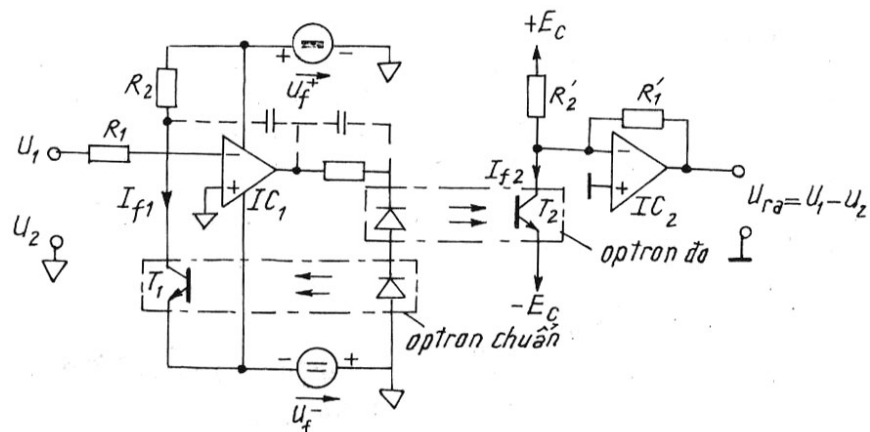 +E_c
+ -
U_f^+
R_2
R_2'
R_1'
U_1
R_1
-
+
IC_1
I_f1
I_f2
T_2
-
+
IC_2
U_ra = U_1 - U_2
U_2
optron đo
T_1
-E_c
optron chuẩn
- +
U_f^-